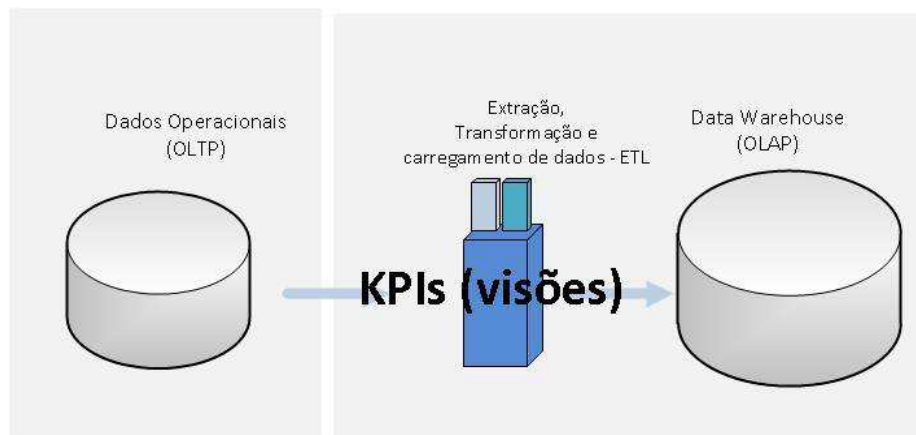 Dados Operacionais
(OLTP)
Extração,
Transformação e
carregamento de dados - ETL
Data Warehouse
(OLAP)
KPIs (visões)